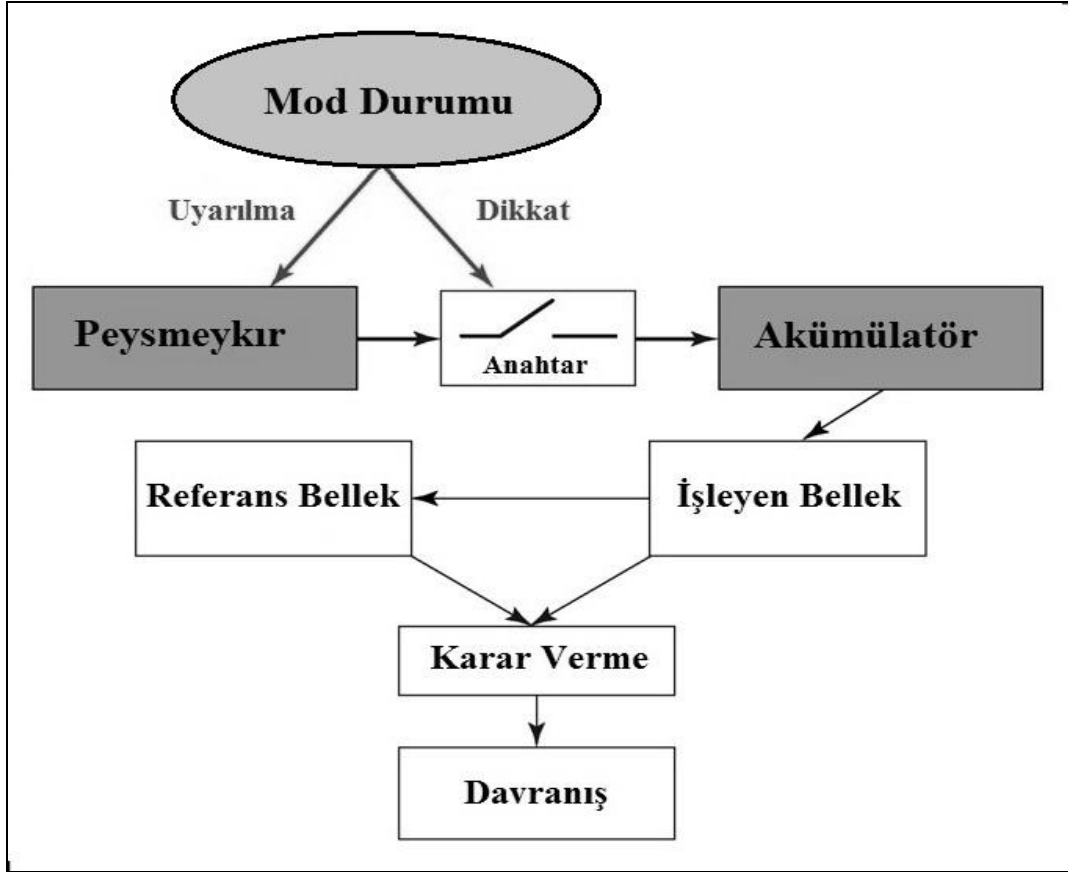 Mod Durumu
Uyarılma
Dikkat
Peysmeykır
Anahtar
Akümülatör
Referans Bellek
İşleyen Bellek
Karar Verme
Davranış